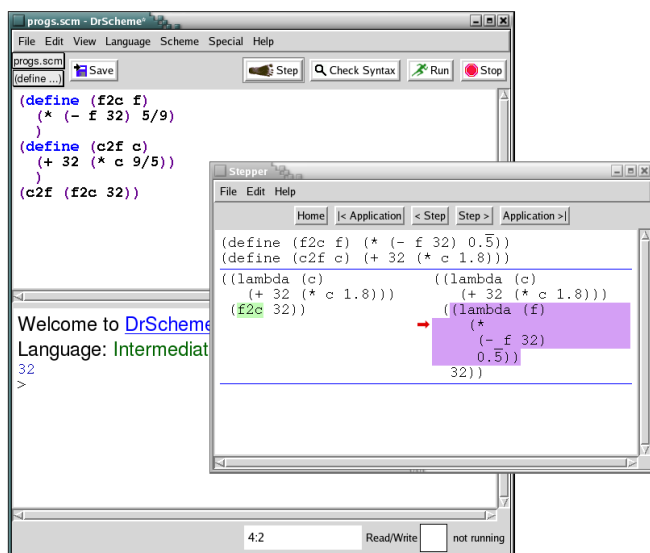 progs.scm - DrScheme*
File Edit View Language Scheme Special Help
progs.scm
(define ...)
Save
Step
Check Syntax
Run
Stop
(define (f2c f)
(* (- f 32) 5/9)
)
(define (c2f c)
(+ 32 (* c 9/5))
)
(c2f (f2c 32))
Welcome to DrScheme
Language: Intermediat
32
>
4:2
Read/Write
not running
Stepper
File Edit Help
Home |< Application < Step Step > Application >|
(define (f2c f) (* (- f 32) 0.5̅))
(define (c2f c) (+ 32 (* c 1.8)))
((lambda (c)
(+ 32 (* c 1.8)))
(f2c 32))
((lambda (c)
(+ 32 (* c 1.8)))
((lambda (f)
(*
(- f 32)
0.5̅))
32))